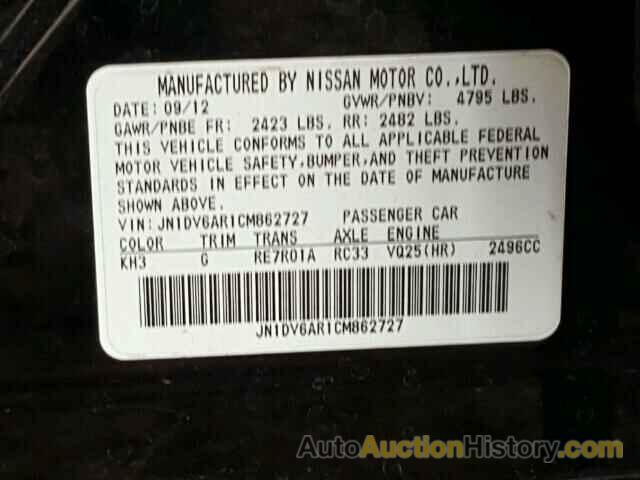 MANUFACTURED BY NISSAN MOTOR CO.,LTD.
DATE: 09/12 GVWR/PNBV: 4795 LBS.
GAWR/PNBE FR: 2423 LBS. RR: 2482 LBS.
THIS VEHICLE CONFORMS TO ALL APPLICABLE FEDERAL
MOTOR VEHICLE SAFETY,BUMPER,AND THEFT PREVENTION
STANDARDS IN EFFECT ON THE DATE OF MANUFACTURE
SHOWN ABOVE.
VIN: JN1DV6AR1CM862727 PASSENGER CAR
COLOR TRIM TRANS AXLE ENGINE
KH3 G RE7R01A RC33 VQ25(HR) 2496CC
JN1DV6AR1CM862727
AutoAuctionHistory.com